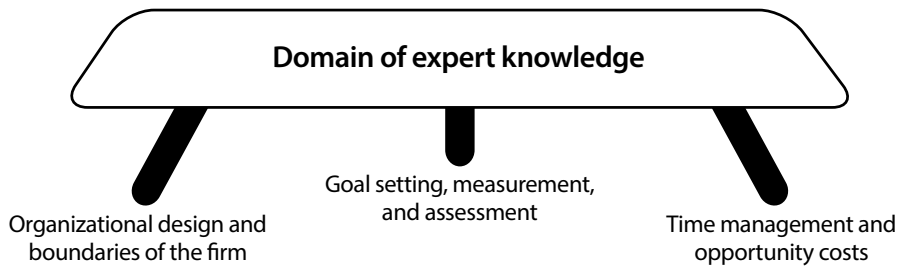 Domain of expert knowledge
Organizational design and
boundaries of the firm
Goal setting, measurement,
and assessment
Time management and
opportunity costs